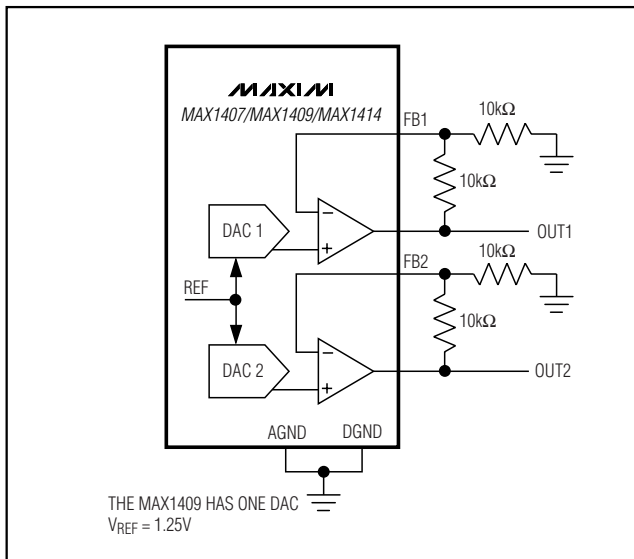 MAXIM
MAX1407/MAX1409/MAX1414
FB1
10kΩ
10kΩ
DAC 1
−
+
OUT1
REF
FB2
10kΩ
10kΩ
DAC 2
−
+
OUT2
AGND
DGND
THE MAX1409 HAS ONE DAC
VREF = 1.25V